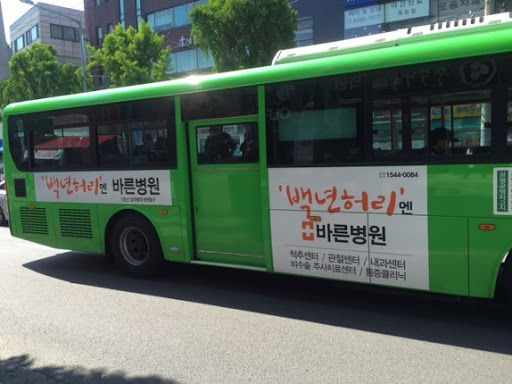 '백년허리'엔 바른병원
1544-0084
'백년허리'엔
바른병원
척추센터 / 관절센터 / 내과센터
비수술 주사치료센터 / 통증클리닉